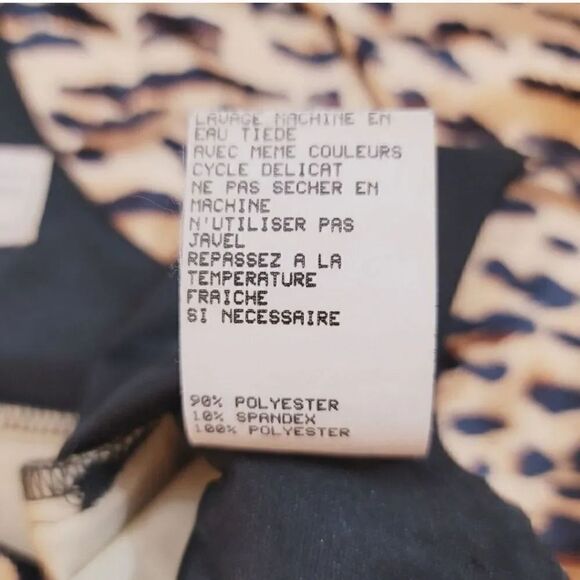 LAVAGE MACHINE EN
EAU TIEDE
AVEC MEME COULEURS
CYCLE DELICAT
NE PAS SECHER EN
MACHINE
N'UTILISER PAS
JAVEL
REPASSEZ A LA
TEMPERATURE
FRAICHE
SI NECESSAIRE
90% POLYESTER
10% SPANDEX
100% POLYESTER